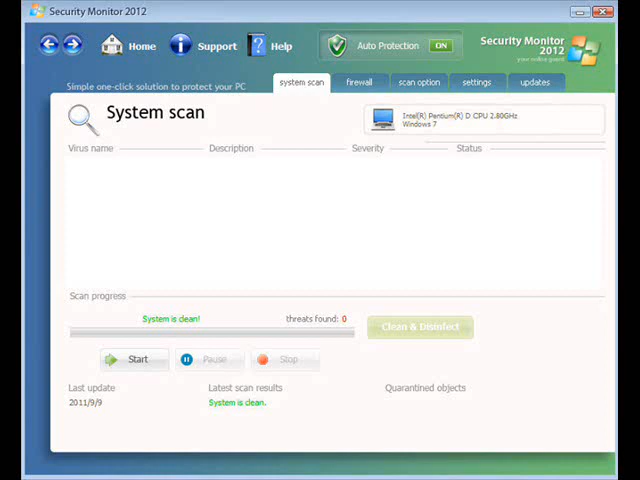 Security Monitor 2012
Home
Support
Help
Auto Protection
ON
Security Monitor
2012
your online guard
Simple one-click solution to protect your PC
system scan
firewall
scan option
settings
updates
System scan
Intel(R) Pentium(R) D CPU 2.80GHz
Windows 7
Virus name
Description
Severity
Status
Scan progress
System is clean!
threats found: 0
Clean & Disinfect
Start
Pause
Stop
Last update
Latest scan results
Quarantined objects
2011/9/9
System is clean.